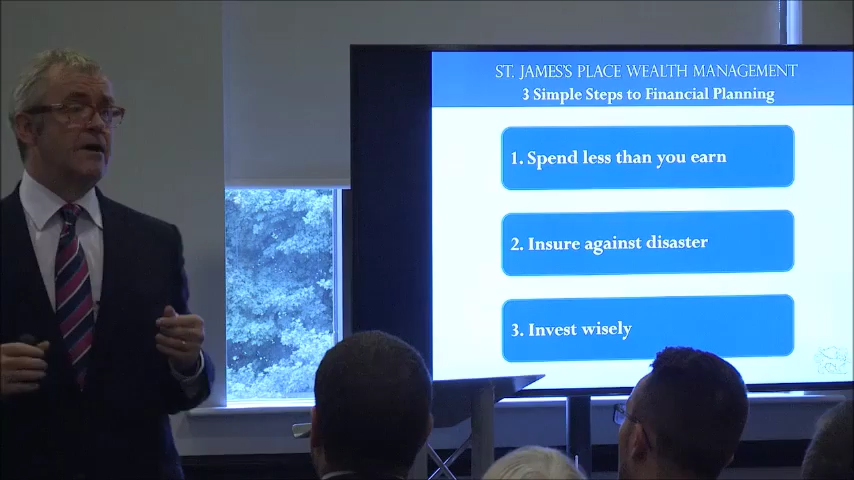 ST. JAMES'S PLACE WEALTH MANAGEMENT
3 Simple Steps to Financial Planning
1. Spend less than you earn
2. Insure against disaster
3. Invest wisely